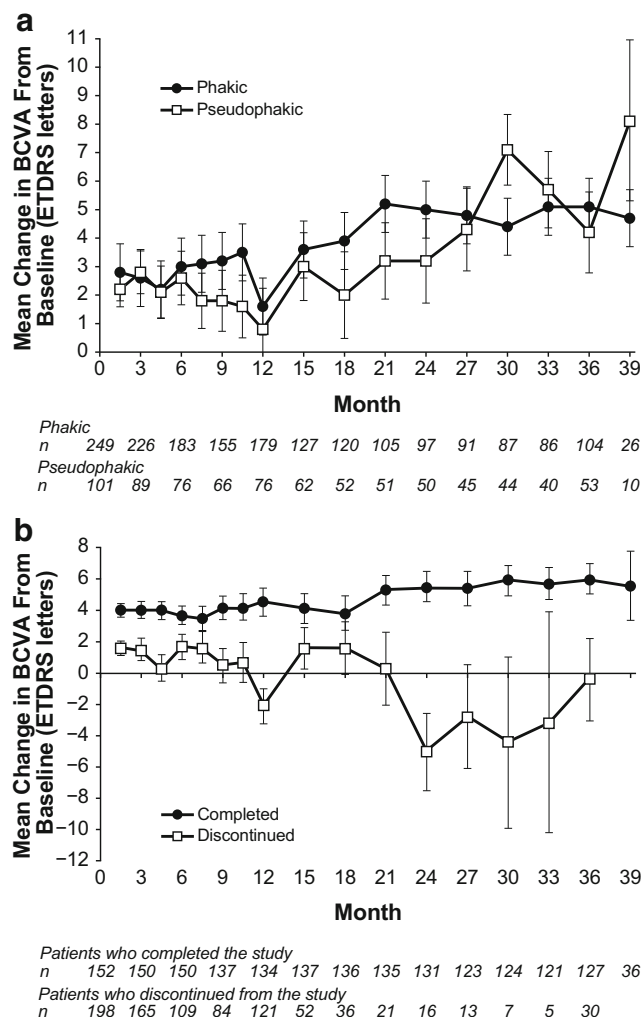 a
11
10
9
8
7
6
5
4
3
2
1
0
Mean Change in BCVA From
Baseline (ETDRS letters)
Phakic
Pseudophakic
0 3 6 9 12 15 18 21 24 27 30 33 36 39
Month
Phakic
n 249 226 183 155 179 127 120 105 97 91 87 86 104 26
Pseudophakic
n 101 89 76 66 76 62 52 51 50 45 44 40 53 10
b
8
6
4
2
0
−2
−4
−6
−8
−10
−12
Mean Change in BCVA From
Baseline (ETDRS letters)
Completed
Discontinued
0 3 6 9 12 15 18 21 24 27 30 33 36 39
Month
Patients who completed the study
n 152 150 150 137 134 137 136 135 131 123 124 121 127 36
Patients who discontinued from the study
n 198 165 109 84 121 52 36 21 16 13 7 5 30